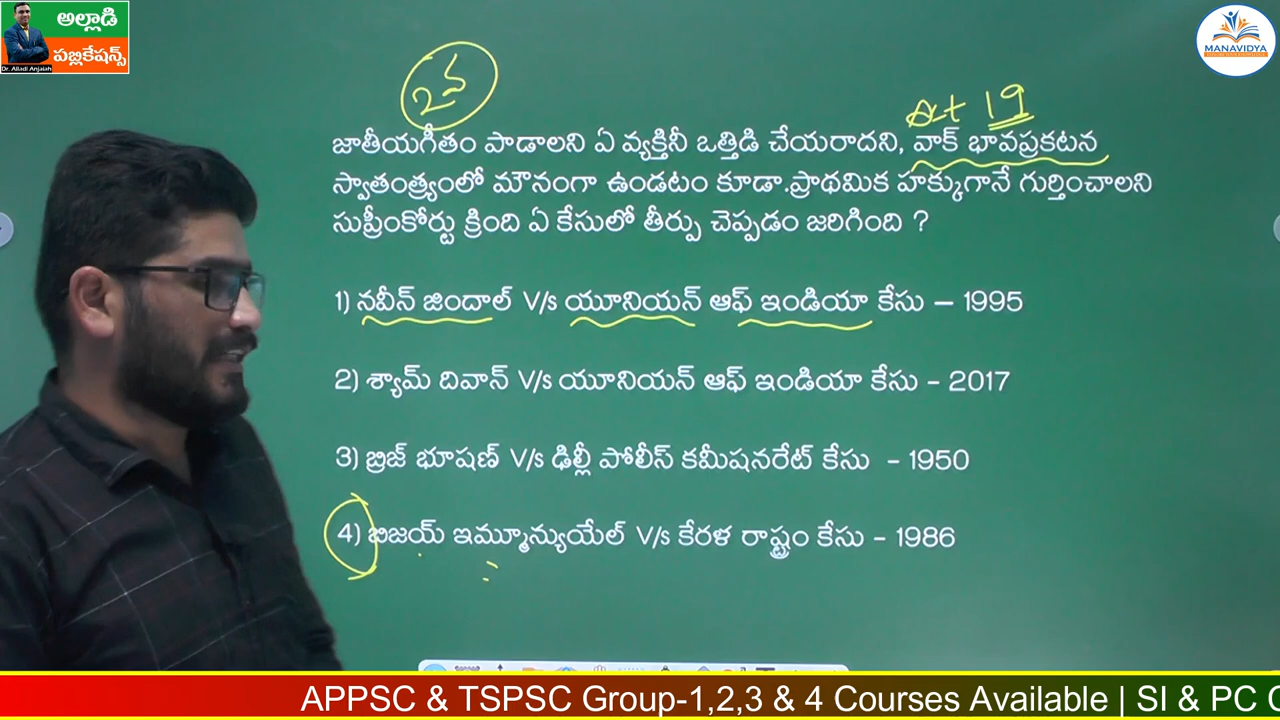 అల్లాడి
పబ్లికేషన్స్
Dr. Alladi Anjaiah
MANAVIDYA
Art 19
జాతీయగీతం పాడాలని ఏ వ్యక్తినీ ఒత్తిడి చేయరాదని, వాక్ భావప్రకటన
స్వాతంత్ర్యంలో మౌనంగా ఉండటం కూడా.ప్రాథమిక హక్కుగానే గుర్తించాలని
సుప్రీంకోర్టు క్రింది ఏ కేసులో తీర్పు చెప్పడం జరిగింది ?
1) నవీన్ జిందాల్ V/s యూనియన్ ఆఫ్ ఇండియా కేసు – 1995
2) శ్యామ్ దివాన్ V/s యూనియన్ ఆఫ్ ఇండియా కేసు - 2017
3) బ్రిజ్ భూషణ్ V/s ఢిల్లీ పోలీస్ కమీషనరేట్ కేసు - 1950
4) బిజయ్ ఇమ్మాన్యుయేల్ V/s కేరళ రాష్ట్రం కేసు - 1986
APPSC & TSPSC Group-1,2,3 & 4 Courses Available | SI & PC